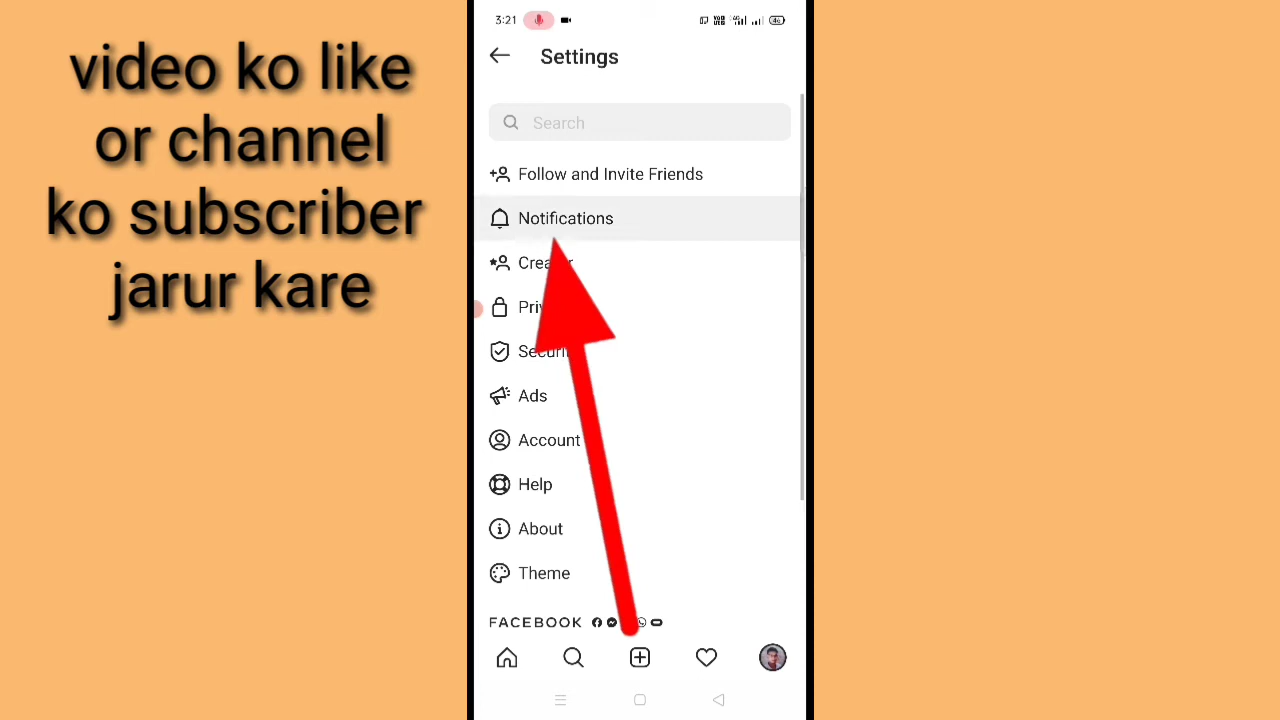 video ko like
or channel
ko subscriber
jarur kare
3:21
Settings
Search
Follow and Invite Friends
Notifications
Ads
Account
Help
About
Theme
FACEBOOK